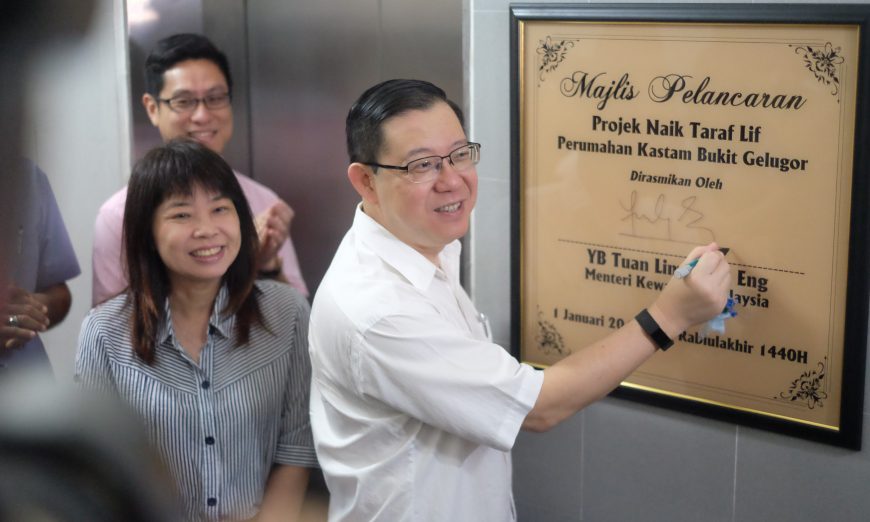 Majlis Pelancaran
Projek Naik Taraf Lif
Perumahan Kastam Bukit Gelugor
Dirasmikan Oleh
YB Tuan Eng
Menteri
1 Januari
Rabiulakhir 1440H